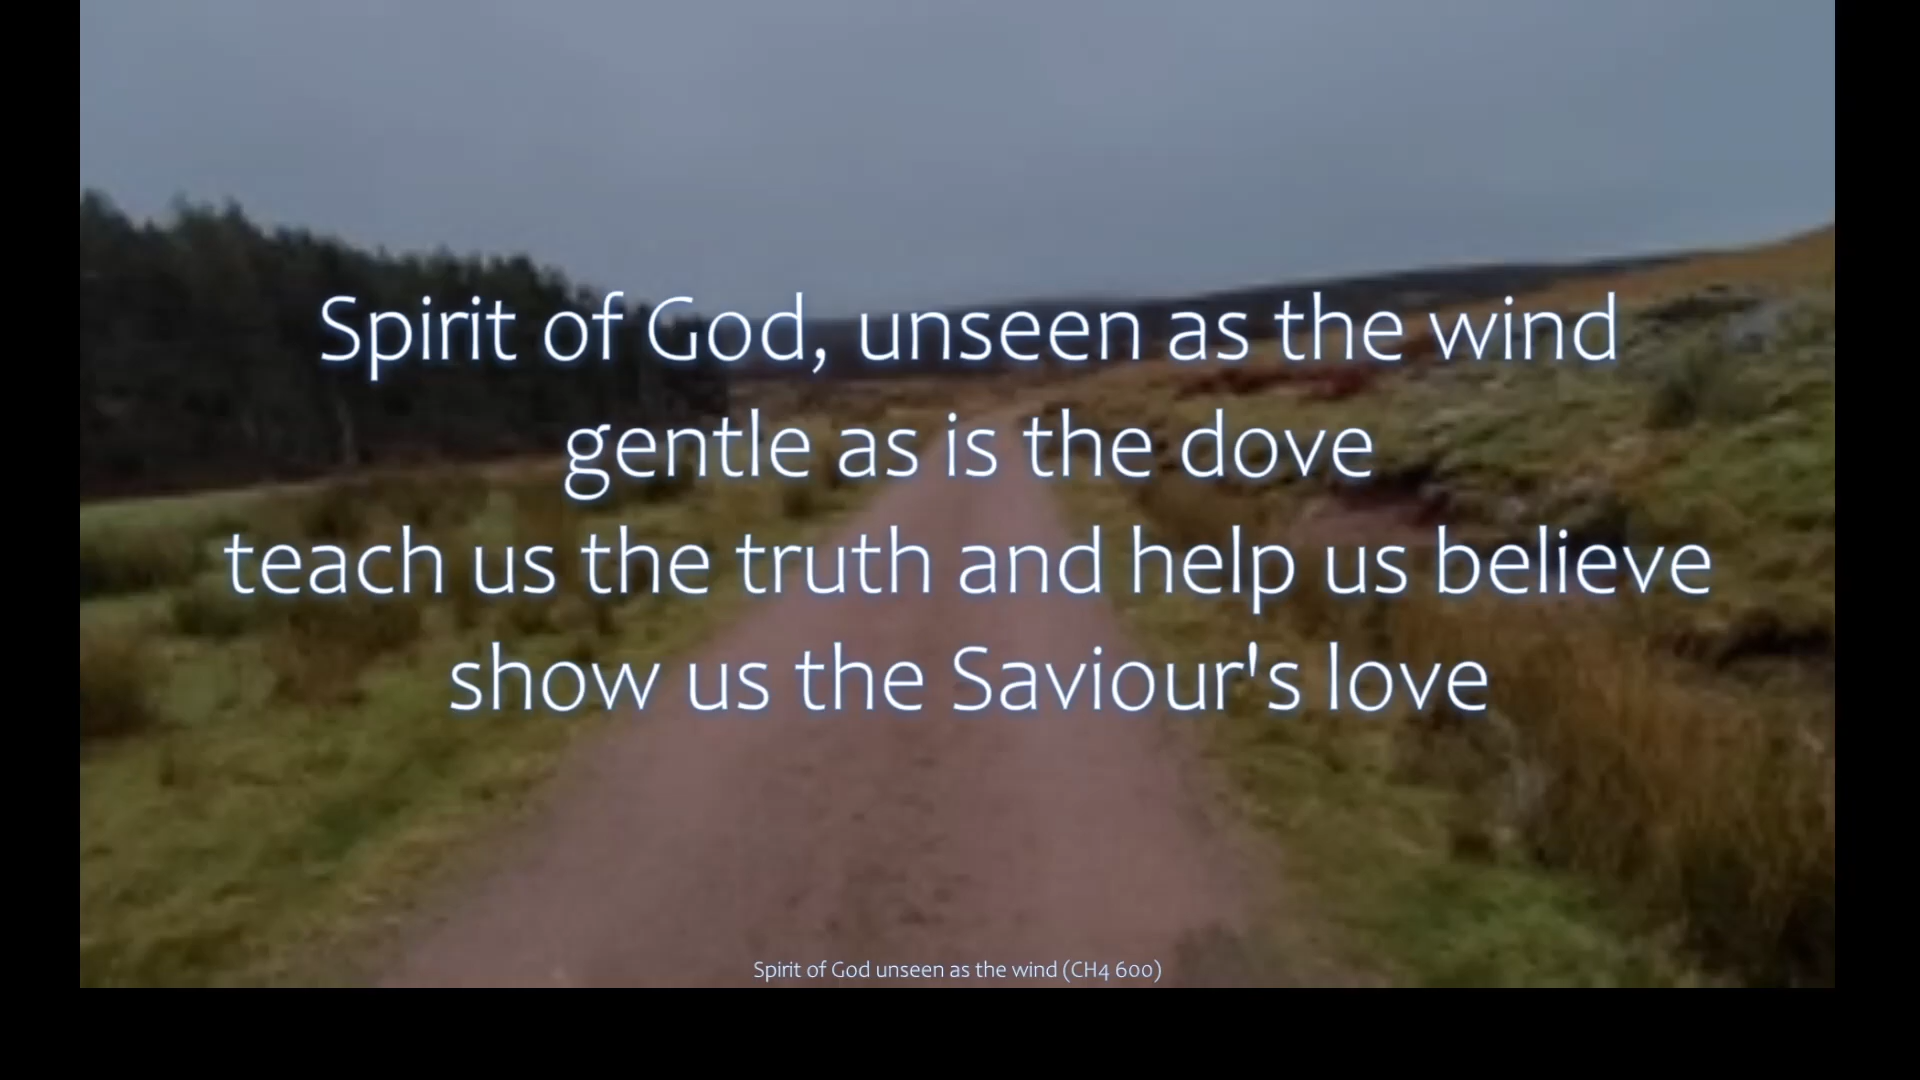 Spirit of God, unseen as the wind
gentle as is the dove
teach us the truth and help us believe
show us the Saviour's love
Spirit of God unseen as the wind (CH4 600)